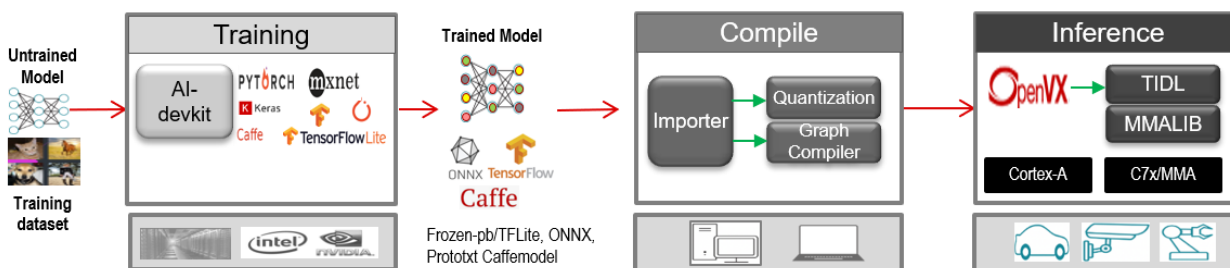 Untrained
Model
Training
dataset
Training
AI-
devkit
PYTORCH
mxnet
K Keras
Caffe
TensorFlowLite
intel
NVIDIA.
Trained Model
ONNX
TensorFlow
Caffe
Frozen-pb/TFLite, ONNX,
Prototxt Caffemodel
Compile
Importer
Quantization
Graph
Compiler
Inference
OpenVX
TIDL
MMALIB
Cortex-A
C7x/MMA